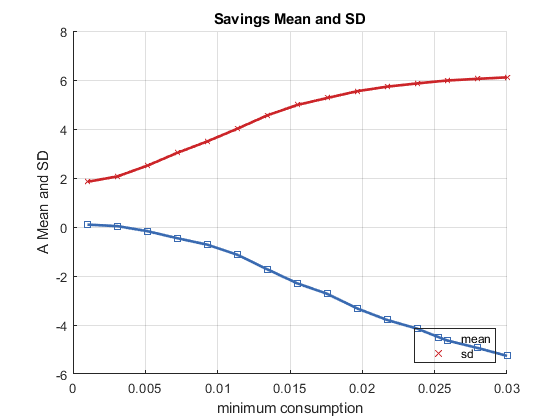 Savings Mean and SD
A Mean and SD
8
6
4
2
0
-2
-4
-6
mean
sd
0 0.005 0.01 0.015 0.02 0.025 0.03
minimum consumption